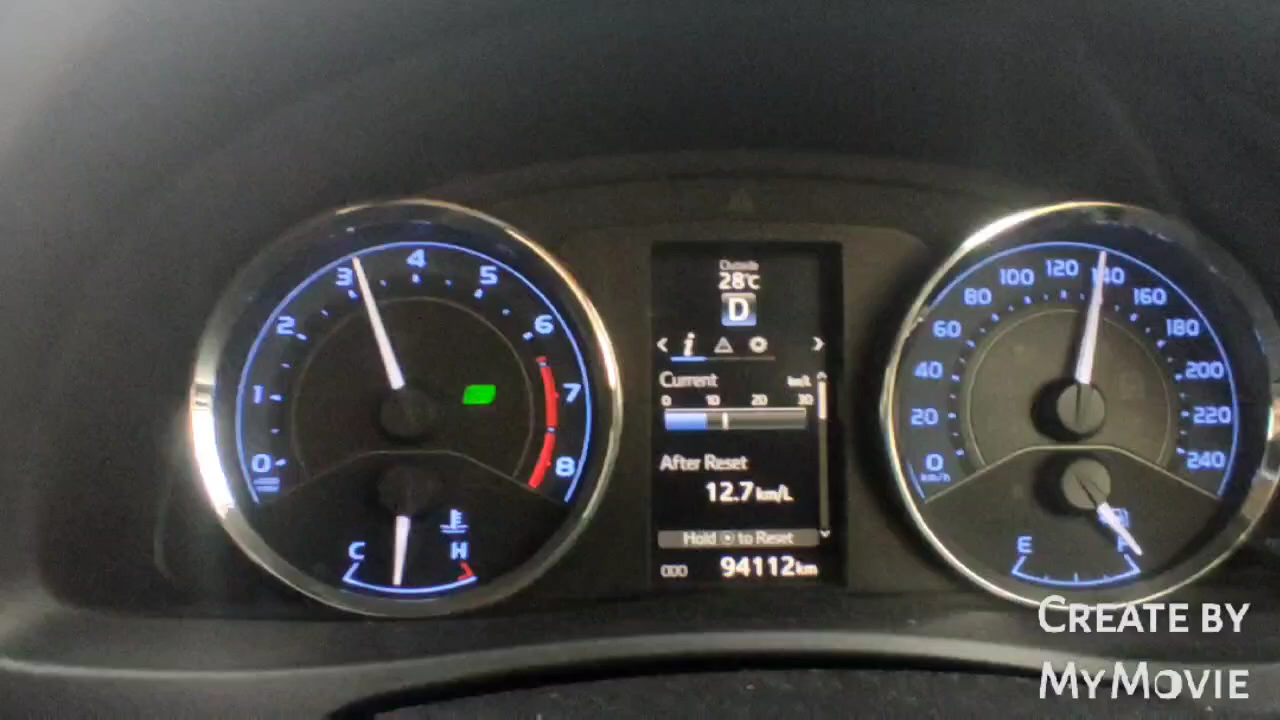 0
1
2
3
4
5
6
7
8
C
H
Outside
28°C
D
< i >
Current km/L
0 10 20 30
After Reset
12.7 km/L
Hold to Reset
94112 km
0
20
40
60
80
100
120
140
160
180
200
220
240
km/h
E
F
CREATE BY
MYMOVIE